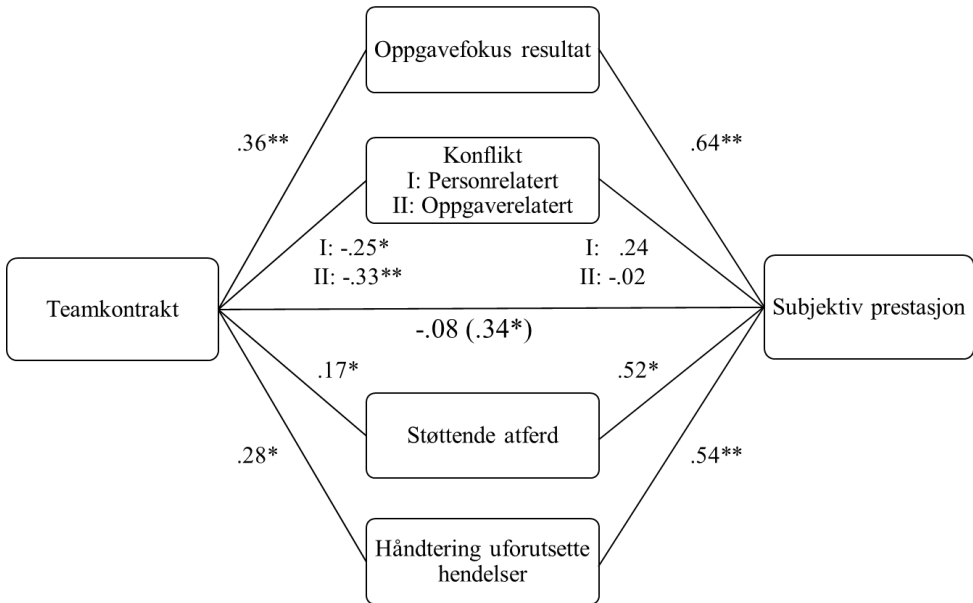 Oppgavefokus resultat
.36**
.64**
Konflikt
I: Personrelatert
II: Oppgaverelatert
I: -.25*
II: -.33**
I: .24
II: -.02
Teamkontrakt
Subjektiv prestasjon
-.08 (.34*)
.17*
.52*
Støttende atferd
.28*
.54**
Håndtering uforutsette
hendelser